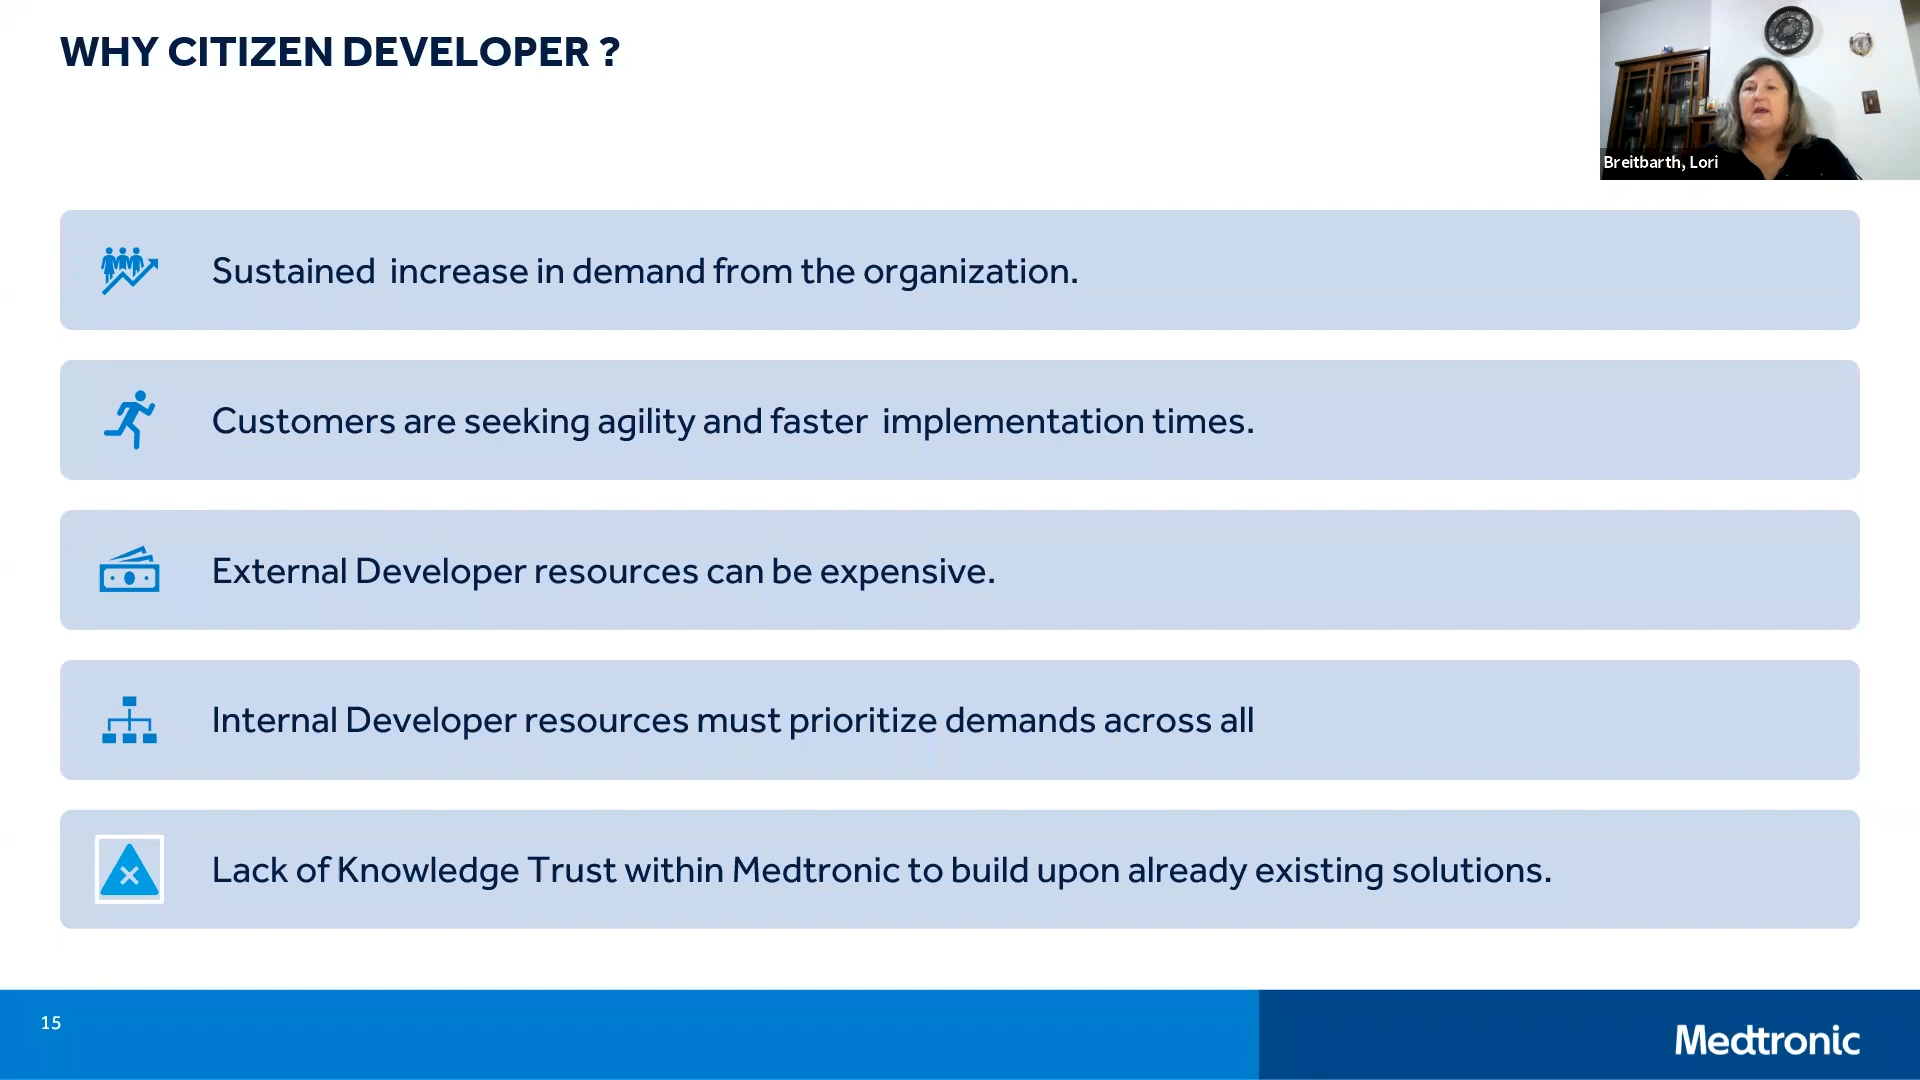 WHY CITIZEN DEVELOPER ?
Breitbarth, Lori
Sustained  increase in demand from the organization.
Customers are seeking agility and faster  implementation times.
External Developer resources can be expensive.
Internal Developer resources must prioritize demands across all
Lack of Knowledge Trust within Medtronic to build upon already existing solutions.
15
Medtronic